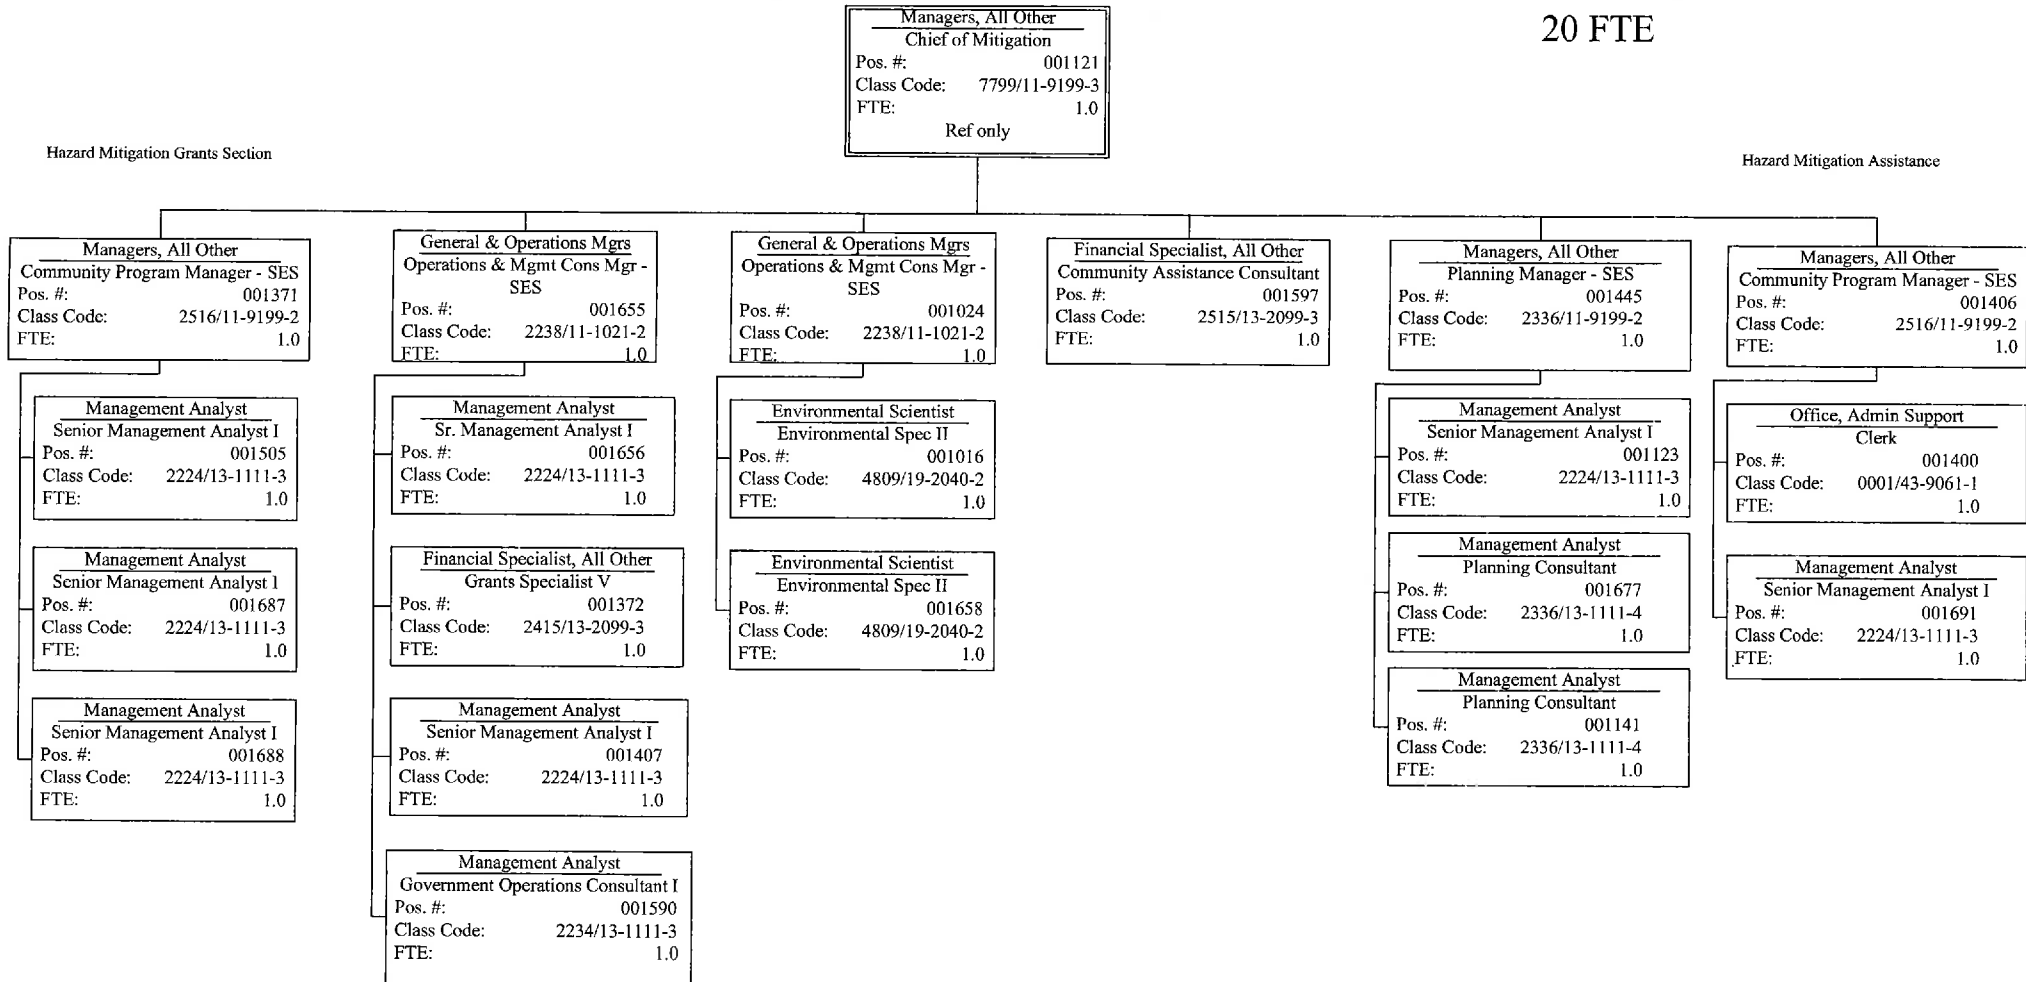 20 FTE
Managers, All Other
Chief of Mitigation
Pos. #: 001121
Class Code: 7799/11-9199-3
FTE: 1.0
Ref only
Hazard Mitigation Grants Section
Hazard Mitigation Assistance
Managers, All Other
Community Program Manager - SES
Pos. #: 001371
Class Code: 2516/11-9199-2
FTE: 1.0
Management Analyst
Senior Management Analyst I
Pos. #: 001505
Class Code: 2224/13-1111-3
FTE: 1.0
Management Analyst
Senior Management Analyst I
Pos. #: 001687
Class Code: 2224/13-1111-3
FTE: 1.0
Management Analyst
Senior Management Analyst I
Pos. #: 001688
Class Code: 2224/13-1111-3
FTE: 1.0
General & Operations Mgrs
Operations & Mgmt Cons Mgr -
SES
Pos. #: 001655
Class Code: 2238/11-1021-2
FTE: 1.0
Management Analyst
Sr. Management Analyst I
Pos. #: 001656
Class Code: 2224/13-1111-3
FTE: 1.0
Financial Specialist, All Other
Grants Specialist V
Pos. #: 001372
Class Code: 2415/13-2099-3
FTE: 1.0
Management Analyst
Senior Management Analyst I
Pos. #: 001407
Class Code: 2224/13-1111-3
FTE: 1.0
Management Analyst
Government Operations Consultant I
Pos. #: 001590
Class Code: 2234/13-1111-3
FTE: 1.0
General & Operations Mgrs
Operations & Mgmt Cons Mgr -
SES
Pos. #: 001024
Class Code: 2238/11-1021-2
FTE: 1.0
Environmental Scientist
Environmental Spec II
Pos. #: 001016
Class Code: 4809/19-2040-2
FTE: 1.0
Environmental Scientist
Environmental Spec II
Pos. #: 001658
Class Code: 4809/19-2040-2
FTE: 1.0
Financial Specialist, All Other
Community Assistance Consultant
Pos. #: 001597
Class Code: 2515/13-2099-3
FTE: 1.0
Managers, All Other
Planning Manager - SES
Pos. #: 001445
Class Code: 2336/11-9199-2
FTE: 1.0
Management Analyst
Senior Management Analyst I
Pos. #: 001123
Class Code: 2224/13-1111-3
FTE: 1.0
Management Analyst
Planning Consultant
Pos. #: 001677
Class Code: 2336/13-1111-4
FTE: 1.0
Management Analyst
Planning Consultant
Pos. #: 001141
Class Code: 2336/13-1111-4
FTE: 1.0
Managers, All Other
Community Program Manager - SES
Pos. #: 001406
Class Code: 2516/11-9199-2
FTE: 1.0
Office, Admin Support
Clerk
Pos. #: 001400
Class Code: 0001/43-9061-1
FTE: 1.0
Management Analyst
Senior Management Analyst I
Pos. #: 001691
Class Code: 2224/13-1111-3
FTE: 1.0